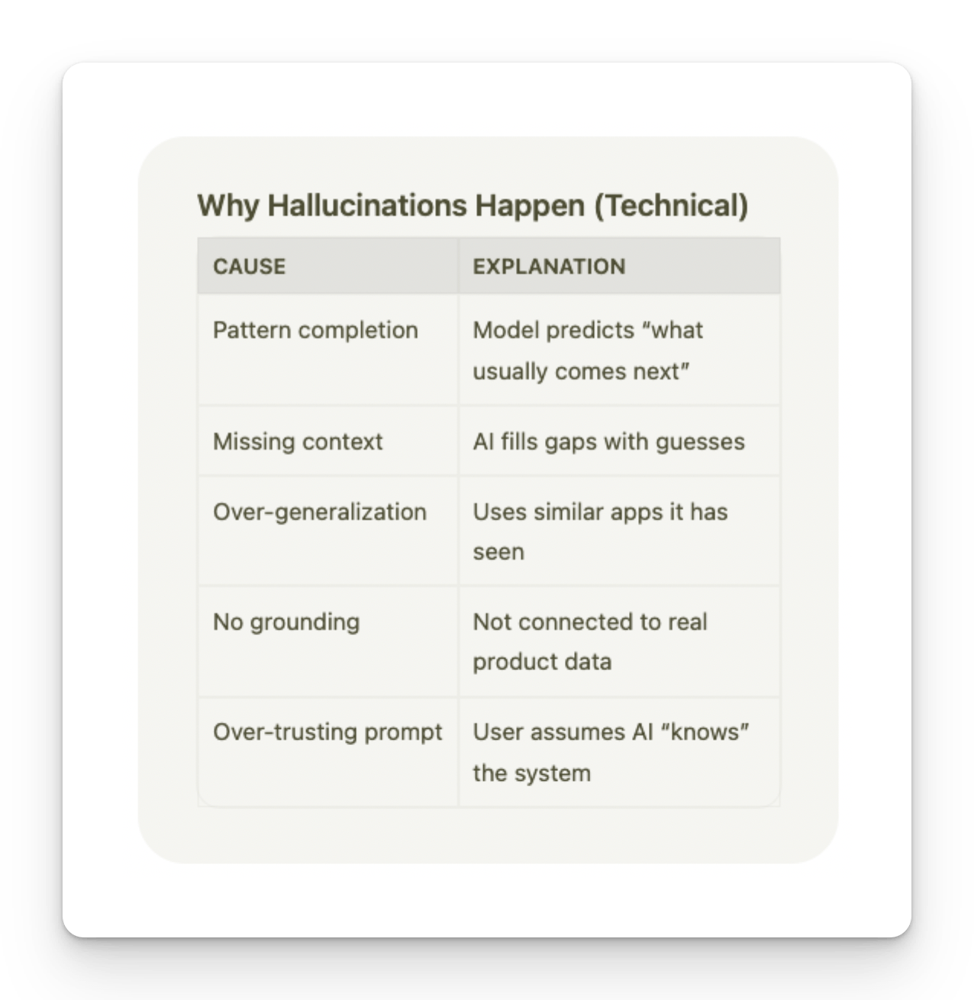 Why Hallucinations Happen (Technical)
CAUSE
EXPLANATION
Pattern completion
Model predicts “what
usually comes next”
Missing context
AI fills gaps with guesses
Over-generalization
Uses similar apps it has
seen
No grounding
Not connected to real
product data
Over-trusting prompt
User assumes AI “knows”
the system